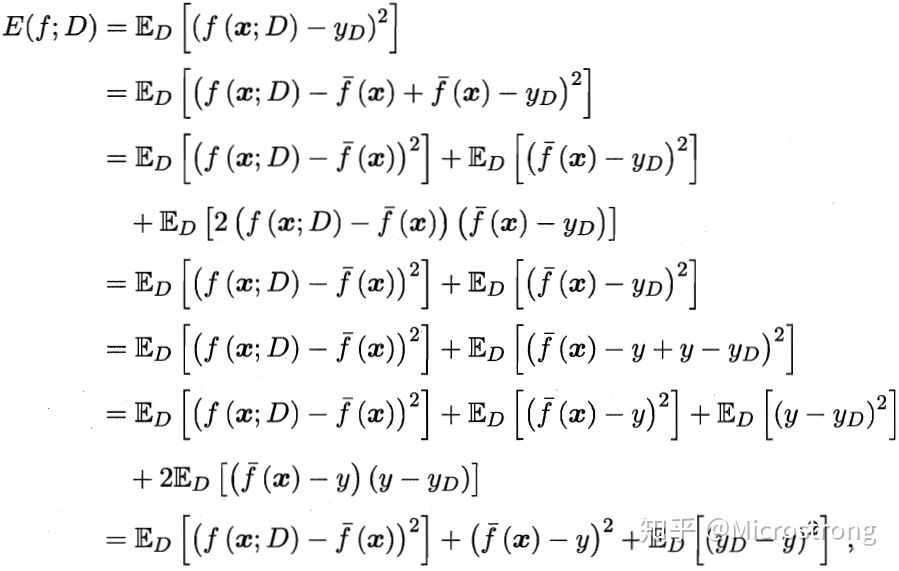 E(f; D) = 𝔼_D [(f (𝒙; D) − y_D)²]
= 𝔼_D [(f (𝒙; D) − f̄ (𝒙) + f̄ (𝒙) − y_D)²]
= 𝔼_D [(f (𝒙; D) − f̄ (𝒙))²] + 𝔼_D [(f̄ (𝒙) − y_D)²]
+ 𝔼_D [2 (f (𝒙; D) − f̄ (𝒙)) (f̄ (𝒙) − y_D)]
= 𝔼_D [(f (𝒙; D) − f̄ (𝒙))²] + 𝔼_D [(f̄ (𝒙) − y_D)²]
= 𝔼_D [(f (𝒙; D) − f̄ (𝒙))²] + 𝔼_D [(f̄ (𝒙) − y + y − y_D)²]
= 𝔼_D [(f (𝒙; D) − f̄ (𝒙))²] + 𝔼_D [(f̄ (𝒙) − y)²] + 𝔼_D [(y − y_D)²]
+ 2𝔼_D [(f̄ (𝒙) − y) (y − y_D)]
= 𝔼_D [(f (𝒙; D) − f̄ (𝒙))²] + (f̄ (𝒙) − y)² + 𝔼_D [(y_D − y)²] ,
知乎 @Microstrong